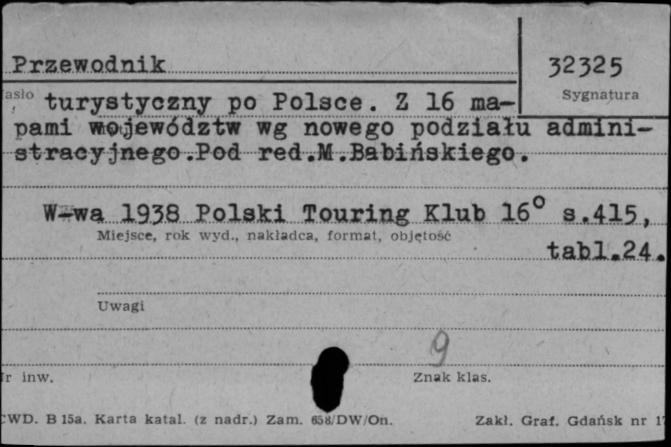 Przewodnik 32325
asło turystyczny po Polsce. Z 16 ma- Sygnatura
pami województw wg nowego podziału admini-
stracyjnego.Pod red.M.Babińskiego.
W-wa 1938 Polski Touring Klub 16° s.415,
Miejsce, rok wyd., nakładca, format, objętość
tabl.24.
Uwagi
9
r inw. Znak klas.
CWD. B 15a. Karta katal. (z nadr.) Zam. 658/DW/On. Zakł. Graf. Gdańsk nr 1